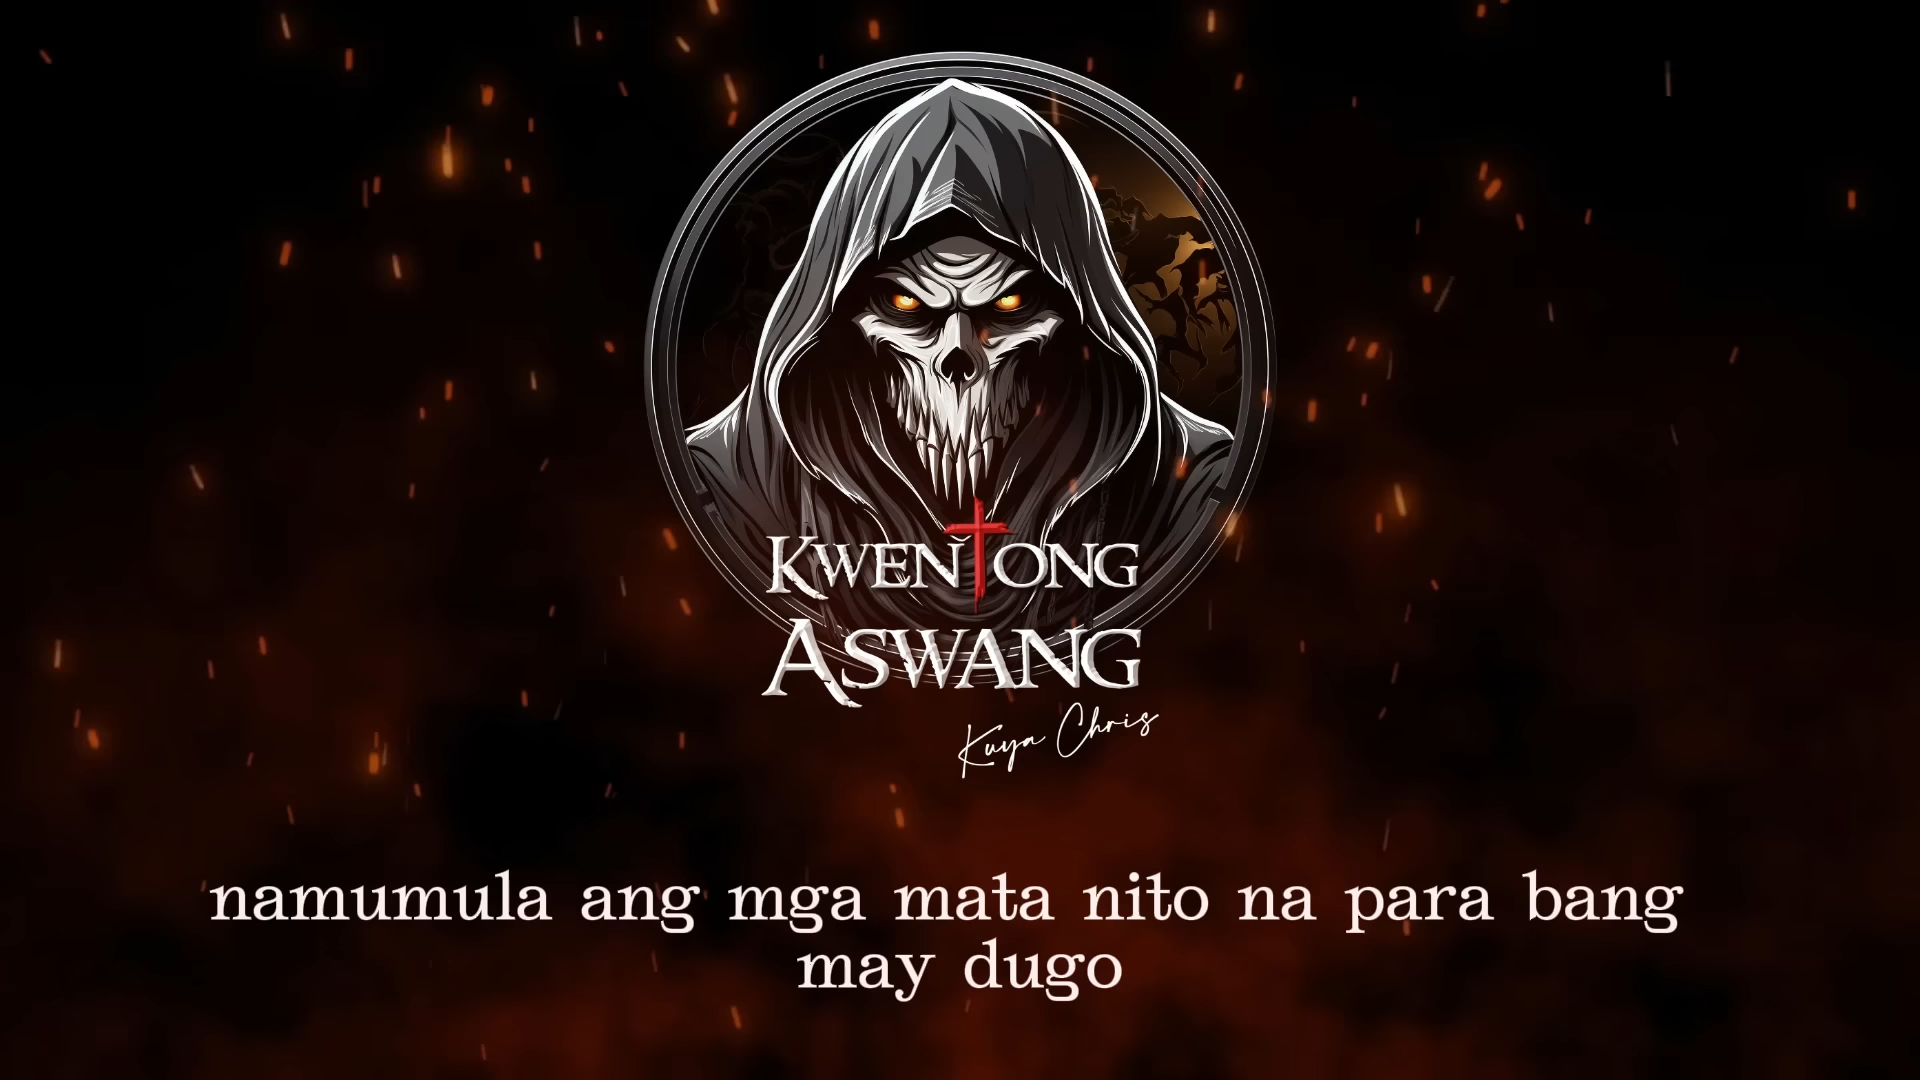 KWENTONG
ASWANG
Kuya Chris
namumula ang mga mata nito na para bang
may dugo